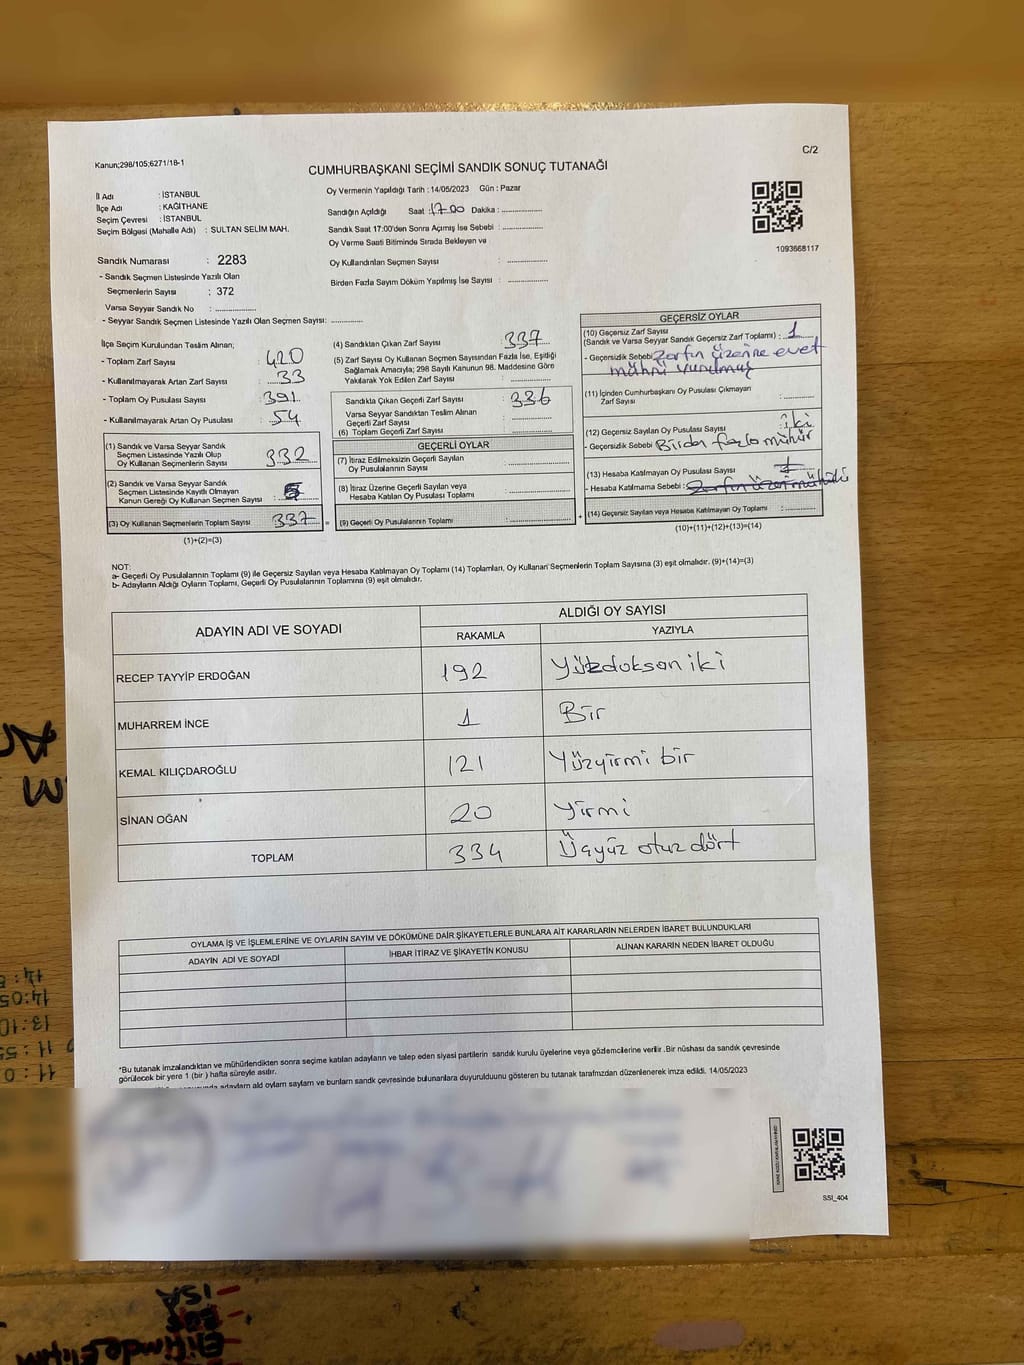 Kanun;298/105;6271/18-1
C/2
CUMHURBAŞKANI SEÇİMİ SANDIK SONUÇ TUTANAĞI
İl Adı : İSTANBUL
İlçe Adı : KAĞITHANE
Seçim Çevresi : İSTANBUL
Seçim Bölgesi (Mahalle Adı) : SULTAN SELİM MAH.
Oy Vermenin Yapıldığı Tarih : 14/05/2023 Gün : Pazar
Sandığın Açıldığı Saat : 17.00 Dakika : ................
Sandık Saat 17:00'den Sonra Açımış İse Sebebi : ................
Oy Verme Saati Bitiminde Sırada Bekleyen ve
Oy Kullandırılan Seçmen Sayısı : ................
Birden Fazla Sayım Döküm Yapılmış İse Sayısı : ................
1093668117
Sandık Numarası : 2283
- Sandık Seçmen Listesinde Yazılı Olan
Seçmenlerin Sayısı : 372
Varsa Seyyar Sandık No : ................
- Seyyar Sandık Seçmen Listesinde Yazılı Olan Seçmen Sayısı: .............
İlçe Seçim Kurulundan Teslim Alınan;
- Toplam Zarf Sayısı : 420
- Kullanılmayarak Artan Zarf Sayısı : 33
- Toplam Oy Pusulası Sayısı : 391
- Kullanılmayarak Artan Oy Pusulası : 54
(1) Sandık ve Varsa Seyyar Sandık
Seçmen Listesinde Yazılı Olup
Oy Kullanan Seçmenlerin Sayısı : 332
(2) Sandık ve Varsa Seyyar Sandık
Seçmen Listesinde Kayıtlı Olmayan
Kanun Gereği Oy Kullanan Seçmen Sayısı : 5
(3) Oy Kullanan Seçmenlerin Toplam Sayısı : 337 =
(1)+(2)=(3)
(4) Sandıktan Çıkan Zarf Sayısı : 337
(5) Zarf Sayısı Oy Kullanan Seçmen Sayısından Fazla İse, Eşitliği
Sağlamak Amacıyla; 298 Sayılı Kanunun 98. Maddesine Göre
Yakılarak Yok Edilen Zarf Sayısı : ................
Sandıkta Çıkan Geçerli Zarf Sayısı : 336
Varsa Seyyar Sandıktan Teslim Alınan
Geçerli Zarf Sayısı : ................
(6) Toplam Geçerli Zarf Sayısı : ................
GEÇERLİ OYLAR
(7) İtiraz Edilmeksizin Geçerli Sayılan
Oy Pusulalarının Sayısı : ................
(8) İtiraz Üzerine Geçerli Sayılan veya
Hesaba Katılan Oy Pusulası Toplamı : ................
(9) Geçerli Oy Pusulalarının Toplamı : ................ +
GEÇERSİZ OYLAR
(10) Geçersiz Zarf Sayısı
(Sandık ve Varsa Seyyar Sandık Geçersiz Zarf Toplamı) : 1
- Geçersizlik Sebebi : Zarfın üzerine evet
mührü vurulmuş
(11) İçinden Cumhurbaşkanı Oy Pusulası Çıkmayan
Zarf Sayısı : ............
(12) Geçersiz Sayılan Oy Pusulası Sayısı : iki
- Geçersizlik Sebebi : Birden fazla mühür
(13) Hesaba Katılmayan Oy Pusulası Sayısı : 1
- Hesaba Katılmama Sebebi : Zarfın üzeri mühürlü
(14) Geçersiz Sayılan veya Hesaba Katılmayan Oy Toplamı : ............
(10)+(11)+(12)+(13)=(14)
NOT:
a- Geçerli Oy Pusulalarının Toplamı (9) ile Geçersiz Sayılan veya Hesaba Katılmayan Oy Toplamı (14) Toplamları, Oy Kullanan Seçmenlerin Toplam Sayısına (3) eşit olmalıdır. (9)+(14)=(3)
b- Adayların Aldığı Oyların Toplamı, Geçerli Oy Pusulalarının Toplamına (9) eşit olmalıdır.
ADAYIN ADI VE SOYADI
ALDIĞI OY SAYISI
RAKAMLA YAZIYLA
RECEP TAYYİP ERDOĞAN 192 Yüzdoksan iki
MUHARREM İNCE 1 Bir
KEMAL KILIÇDAROĞLU 121 Yüzyirmi bir
SİNAN OĞAN 20 Yirmi
TOPLAM 334 Üçyüz otuz dört
OYLAMA İŞ VE İŞLEMLERİNE VE OYLARIN SAYIM VE DÖKÜMÜNE DAİR ŞİKAYETLERLE BUNLARA AİT KARARLARIN NELERDEN İBARET BULUNDUKLARI
ADAYIN ADI VE SOYADI İHBAR İTİRAZ VE ŞİKAYETİN KONUSU ALINAN KARARIN NEDEN İBARET OLDUĞU
*Bu tutanak imzalandıktan ve mühürlendikten sonra seçime katılan adayların ve talep eden siyasi partilerin sandık kurulu üyelerine veya gözlemcilerine verilir .Bir nüshası da sandık çevresinde
görülecek bir yere 1 (bir ) hafta süreyle asılır.
bu tutanak tarafımızdan düzenlenerek imza edildi. 14/05/2023
SSI_404